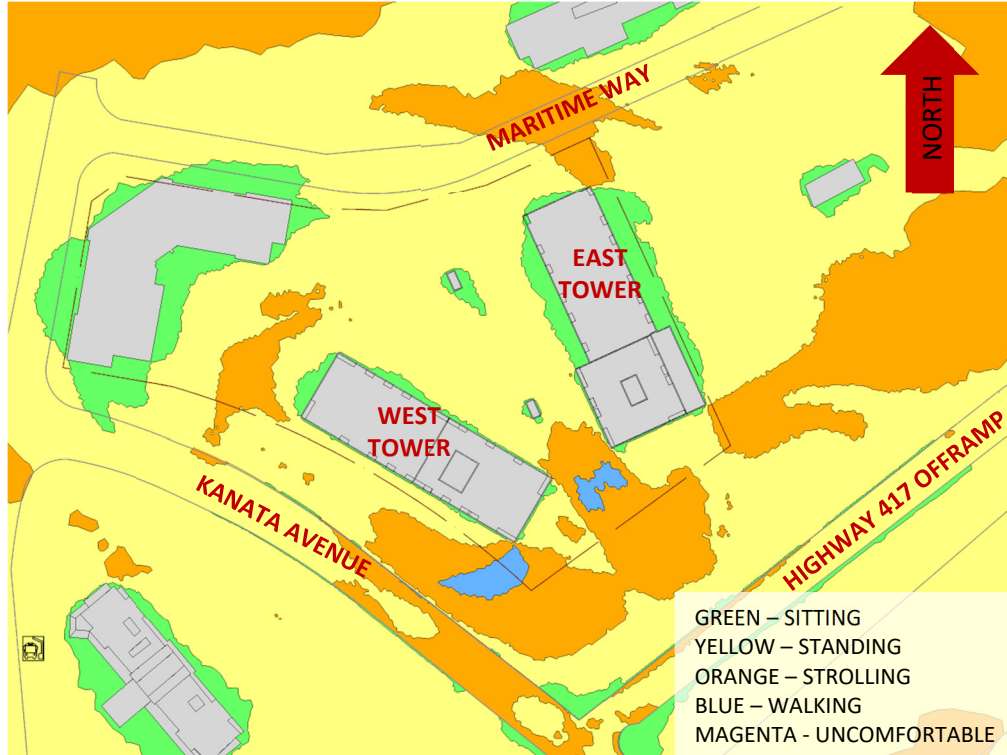 MARITIME WAY
NORTH
EAST
TOWER
WEST
TOWER
KANATA AVENUE
HIGHWAY 417 OFFRAMP
GREEN – SITTING
YELLOW – STANDING
ORANGE – STROLLING
BLUE – WALKING
MAGENTA - UNCOMFORTABLE